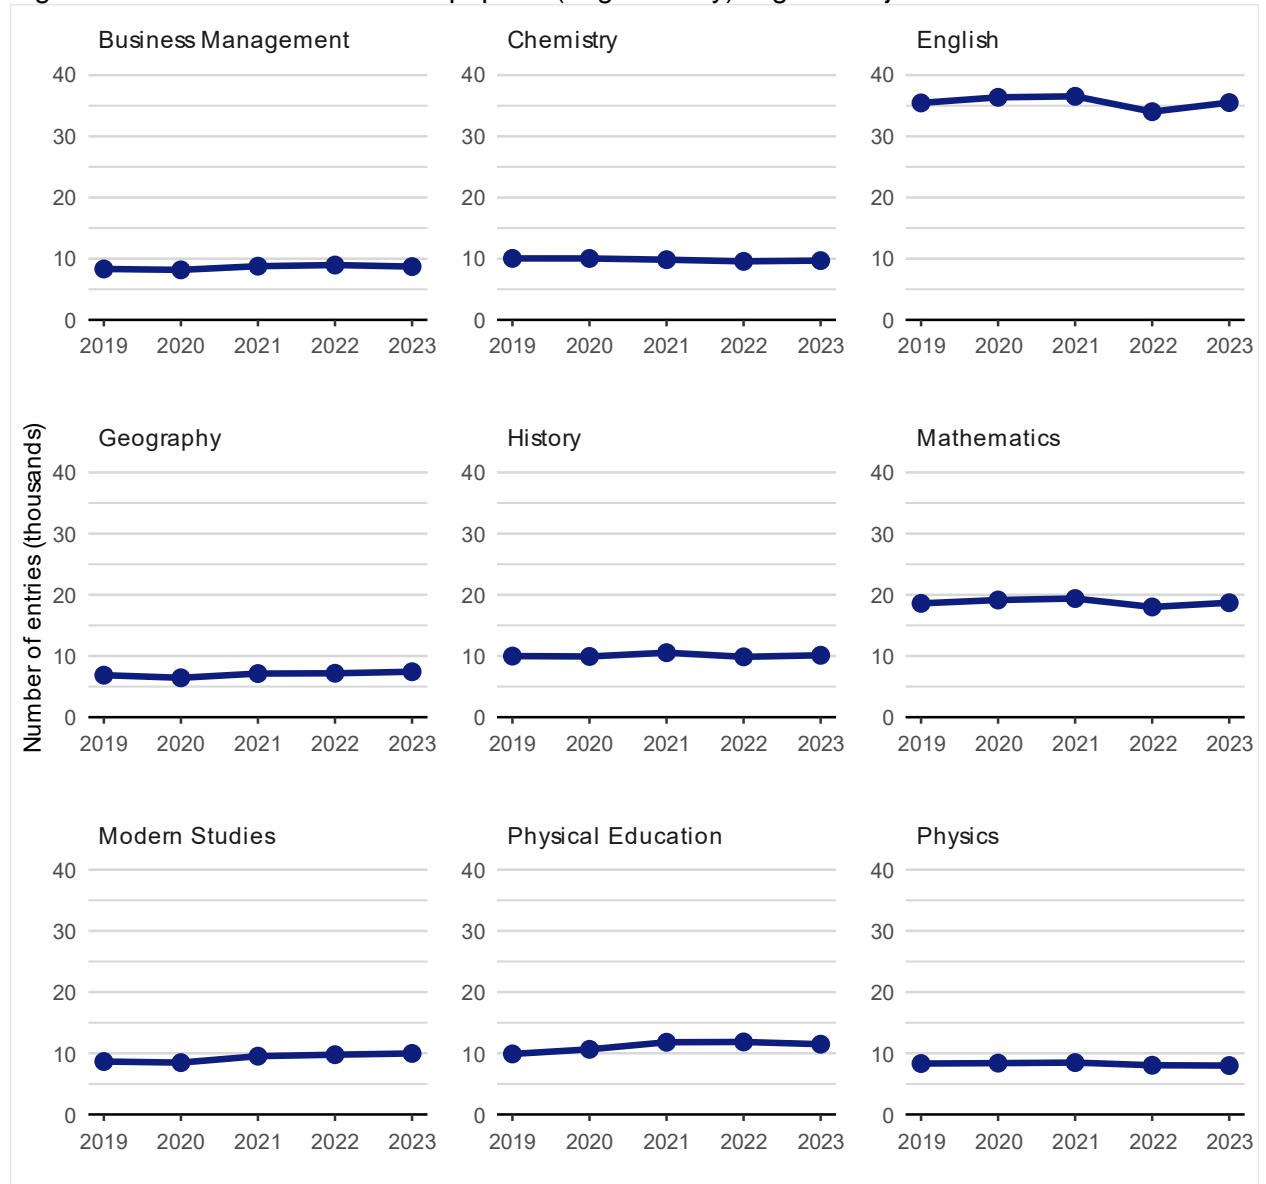 Business Management Chemistry English
40 40 40
30 30 30
20 20 20
10 10 10
0 0 0
2019 2020 2021 2022 2023 2019 2020 2021 2022 2023 2019 2020 2021 2022 2023
Number of entries (thousands)
Geography History Mathematics
40 40 40
30 30 30
20 20 20
10 10 10
0 0 0
2019 2020 2021 2022 2023 2019 2020 2021 2022 2023 2019 2020 2021 2022 2023
Modern Studies Physical Education Physics
40 40 40
30 30 30
20 20 20
10 10 10
0 0 0
2019 2020 2021 2022 2023 2019 2020 2021 2022 2023 2019 2020 2021 2022 2023